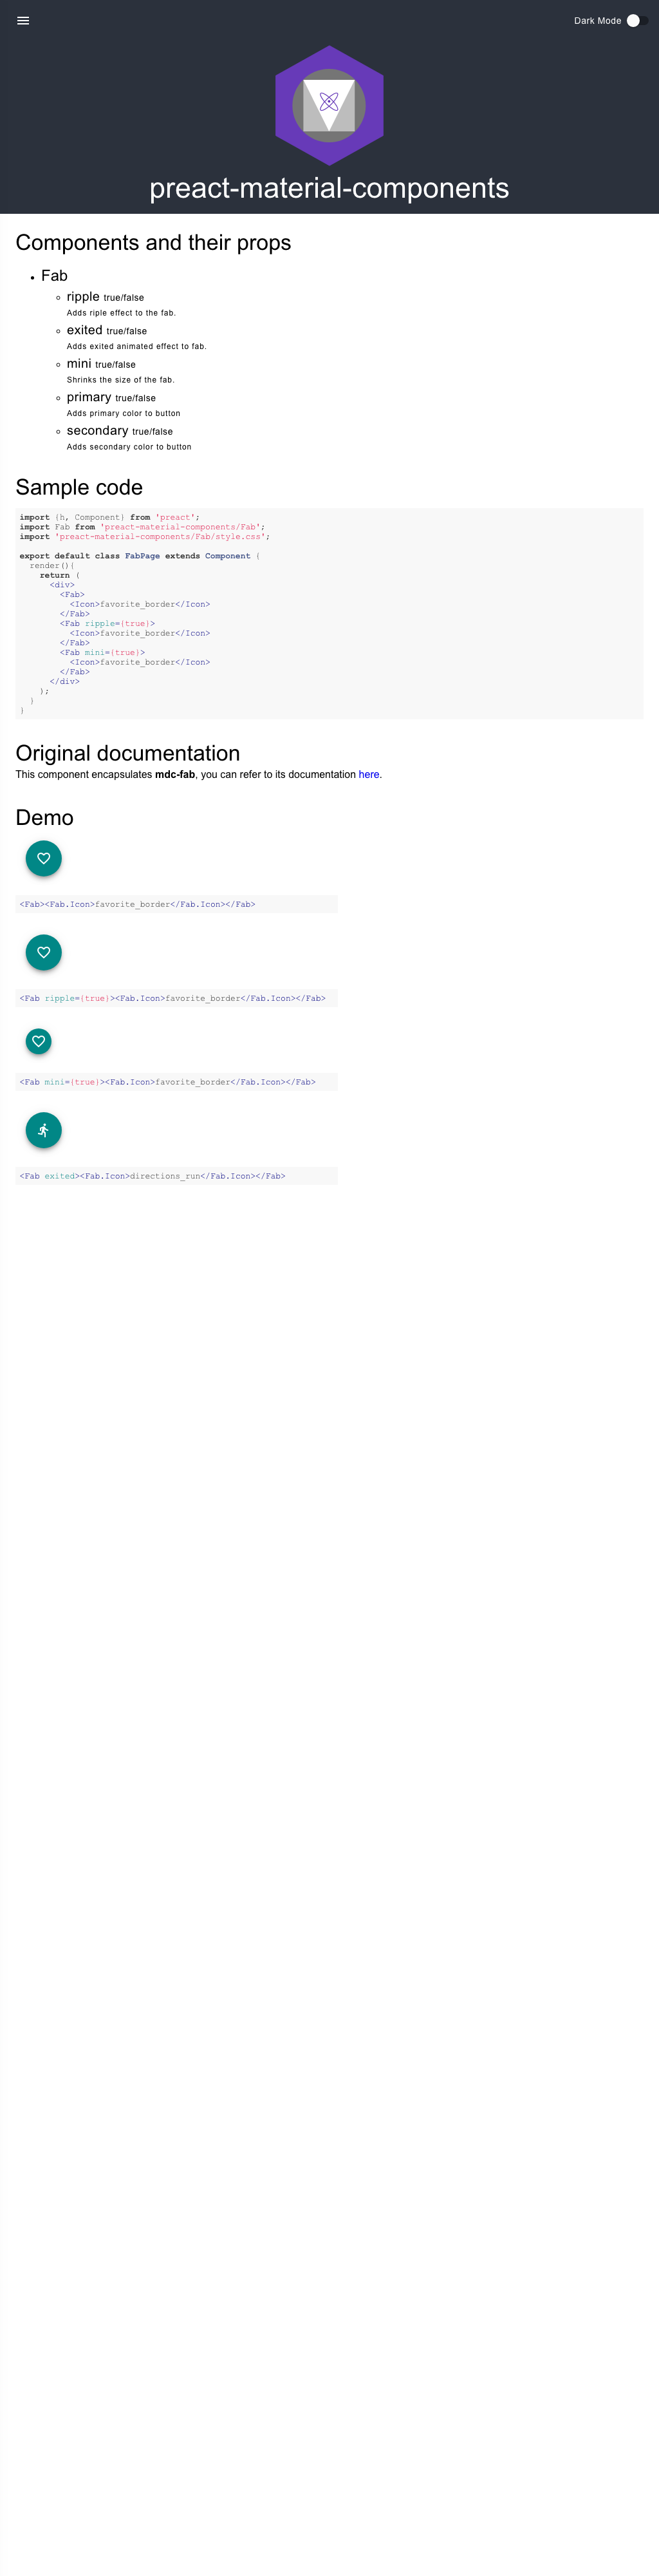 Dark Mode
preact-material-components
Components and their props
Fab
ripple true/false
Adds riple effect to the fab.
exited true/false
Adds exited animated effect to fab.
mini true/false
Shrinks the size of the fab.
primary true/false
Adds primary color to button
secondary true/false
Adds secondary color to button
Sample code
import {h, Component} from 'preact';
import Fab from 'preact-material-components/Fab';
import 'preact-material-components/Fab/style.css';
export default class FabPage extends Component {
render(){
return (
<div>
<Fab>
<Icon>favorite_border</Icon>
</Fab>
<Fab ripple={true}>
<Icon>favorite_border</Icon>
</Fab>
<Fab mini={true}>
<Icon>favorite_border</Icon>
</Fab>
</div>
);
}
}
Original documentation
This component encapsulates mdc-fab, you can refer to its documentation here.
Demo
<Fab><Fab.Icon>favorite_border</Fab.Icon></Fab>
<Fab ripple={true}><Fab.Icon>favorite_border</Fab.Icon></Fab>
<Fab mini={true}><Fab.Icon>favorite_border</Fab.Icon></Fab>
<Fab exited><Fab.Icon>directions_run</Fab.Icon></Fab>